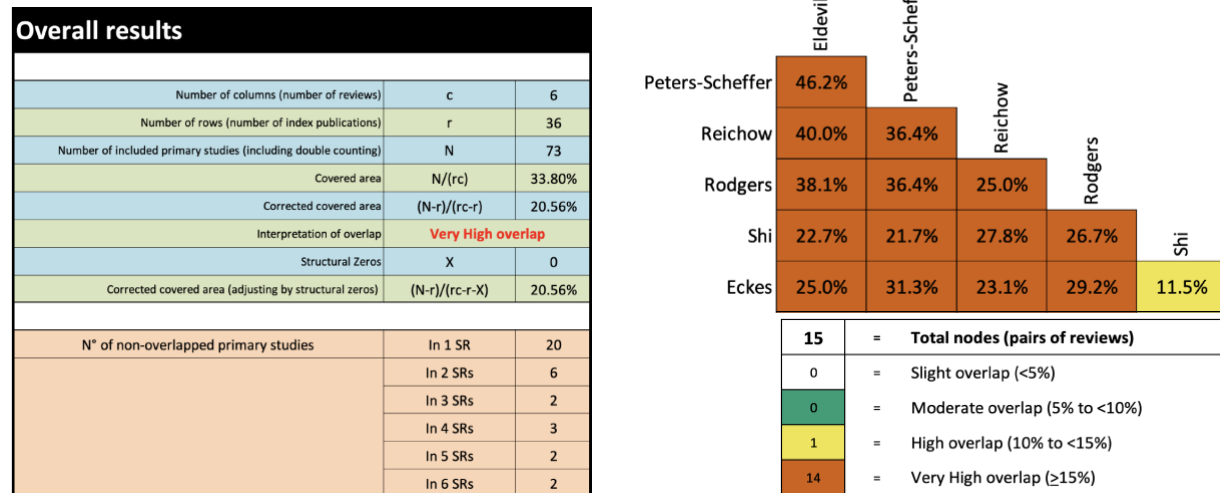 Overall results
Number of columns (number of reviews) c 6
Number of rows (number of index publications) r 36
Number of included primary studies (including double counting) N 73
Covered area N/(rc) 33.80%
Corrected covered area (N-r)/(rc-r) 20.56%
Interpretation of overlap Very High overlap
Structural Zeros X 0
Corrected covered area (adjusting by structural zeros) (N-r)/(rc-r-X) 20.56%
N° of non-overlapped primary studies In 1 SR 20
In 2 SRs 6
In 3 SRs 2
In 4 SRs 3
In 5 SRs 2
In 6 SRs 2
Peters-Scheffer 46.2%
Reichow 40.0% 36.4% Reichow
Rodgers 38.1% 36.4% 25.0% Rodgers
Shi 22.7% 21.7% 27.8% 26.7% Shi
Eckes 25.0% 31.3% 23.1% 29.2% 11.5%
15 = Total nodes (pairs of reviews)
0 = Slight overlap (<5%)
0 = Moderate overlap (5% to <10%)
1 = High overlap (10% to <15%)
14 = Very High overlap (≥15%)